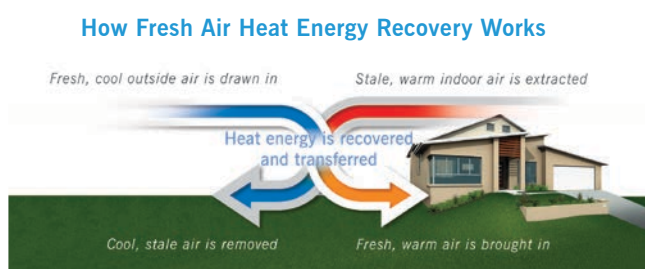 How Fresh Air Heat Energy Recovery Works
Fresh, cool outside air is drawn in
Stale, warm indoor air is extracted
Heat energy is recovered
and transferred
Cool, stale air is removed
Fresh, warm air is brought in